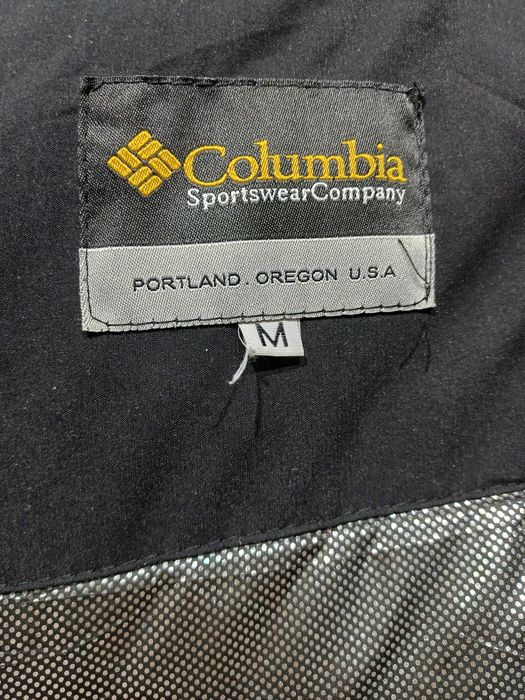 Columbia
SportswearCompany
PORTLAND . OREGON U.S.A
M